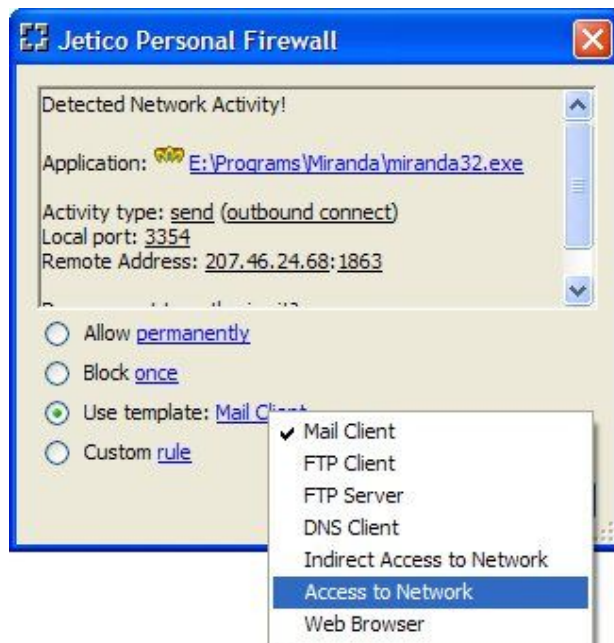 Jetico Personal Firewall
Detected Network Activity!
Application: E:\Programs\Miranda\miranda32.exe
Activity type: send (outbound connect)
Local port: 3354
Remote Address: 207.46.24.68:1863
Allow permanently
Block once
Use template: Mail Client
Custom rule
Mail Client
FTP Client
FTP Server
DNS Client
Indirect Access to Network
Access to Network
Web Browser